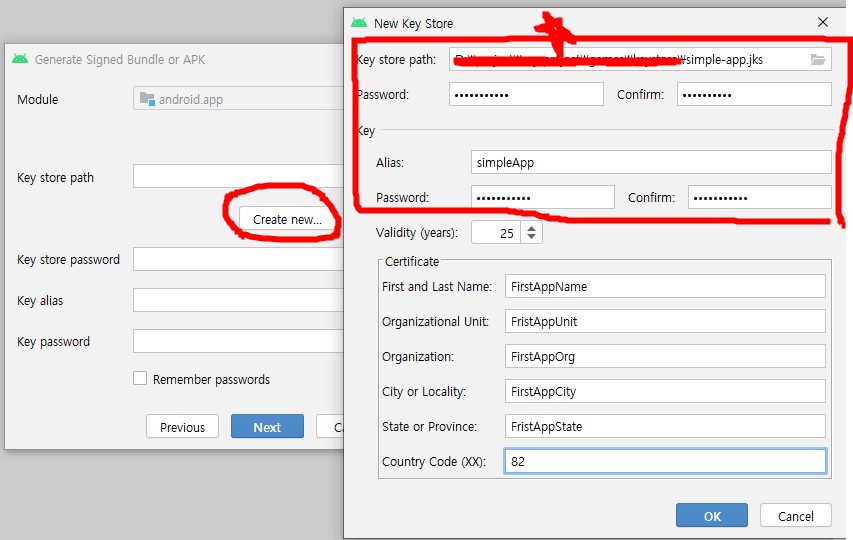 Generate Signed Bundle or APK
Module
android.app
Key store path
Create new...
Key store password
Key alias
Key password
Remember passwords
Previous
Next
New Key Store
Key store path:
₩simple-app.jks
Password:
•••••••••••
Confirm:
••••••••••
Key
Alias:
simpleApp
Password:
•••••••••••
Confirm:
•••••••••••
Validity (years):
25
Certificate
First and Last Name:
FirstAppName
Organizational Unit:
FristAppUnit
Organization:
FirstAppOrg
City or Locality:
FirstAppCity
State or Province:
FristAppState
Country Code (XX):
82
OK
Cancel